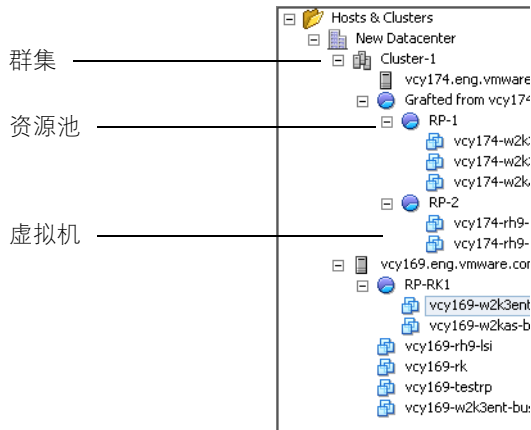 Hosts & Clusters
New Datacenter
群集
Cluster-1
vcy174.eng.vmware
Grafted from vcy174
资源池
RP-1
vcy174-w2k
vcy174-w2k
vcy174-w2k
RP-2
虚拟机
vcy174-rh9-
vcy174-rh9-
vcy169.eng.vmware.com
RP-RK1
vcy169-w2k3ent
vcy169-w2kas-b
vcy169-rh9-lsi
vcy169-rk
vcy169-testrp
vcy169-w2k3ent-bus